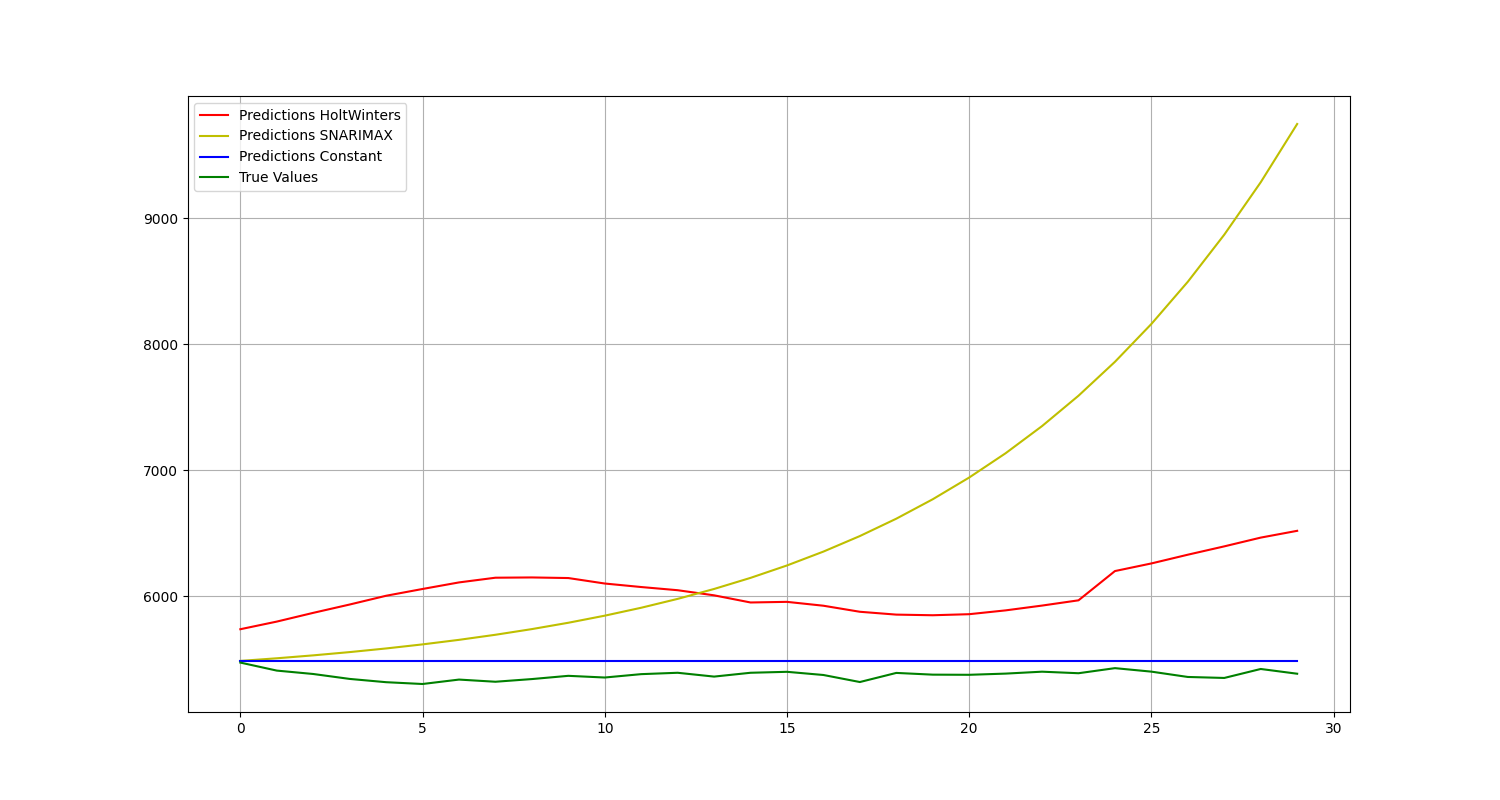 Predictions HoltWinters
Predictions SNARIMAX
Predictions Constant
True Values
9000
8000
7000
6000
0 5 10 15 20 25 30